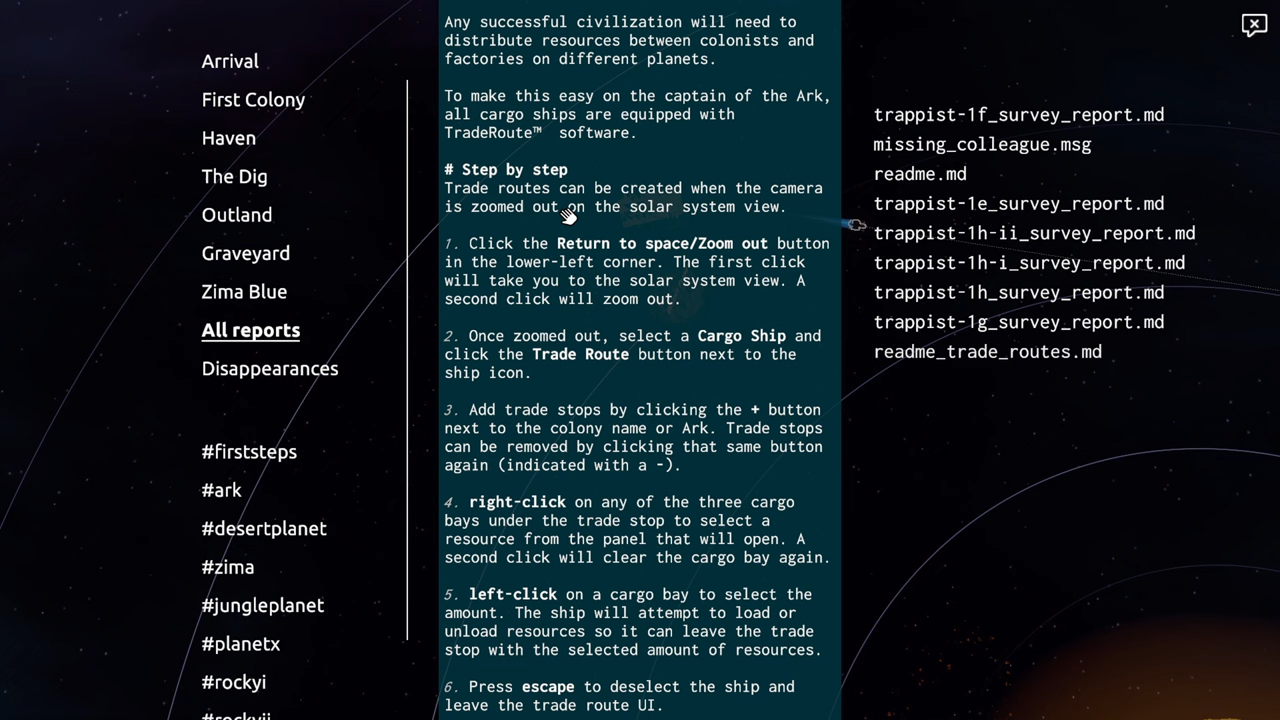 Arrival
First Colony
Haven
The Dig
Outland
Graveyard
Zima Blue
All reports
Disappearances
#firststeps
#ark
#desertplanet
#zima
#jungleplanet
#planetx
#rockyi
#rockyii
Any successful civilization will need to
distribute resources between colonists and
factories on different planets.
To make this easy on the captain of the Ark,
all cargo ships are equipped with
TradeRoute™ software.
# Step by step
Trade routes can be created when the camera
is zoomed out on the solar system view.
1. Click the Return to space/Zoom out button
in the lower-left corner. The first click
will take you to the solar system view. A
second click will zoom out.
2. Once zoomed out, select a Cargo Ship and
click the Trade Route button next to the
ship icon.
3. Add trade stops by clicking the + button
next to the colony name or Ark. Trade stops
can be removed by clicking that same button
again (indicated with a -).
4. right-click on any of the three cargo
bays under the trade stop to select a
resource from the panel that will open. A
second click will clear the cargo bay again.
5. left-click on a cargo bay to select the
amount. The ship will attempt to load or
unload resources so it can leave the trade
stop with the selected amount of resources.
6. Press escape to deselect the ship and
leave the trade route UI.
trappist-1f_survey_report.md
missing_colleague.msg
readme.md
trappist-1e_survey_report.md
trappist-1h-ii_survey_report.md
trappist-1h-i_survey_report.md
trappist-1h_survey_report.md
trappist-1g_survey_report.md
readme_trade_routes.md